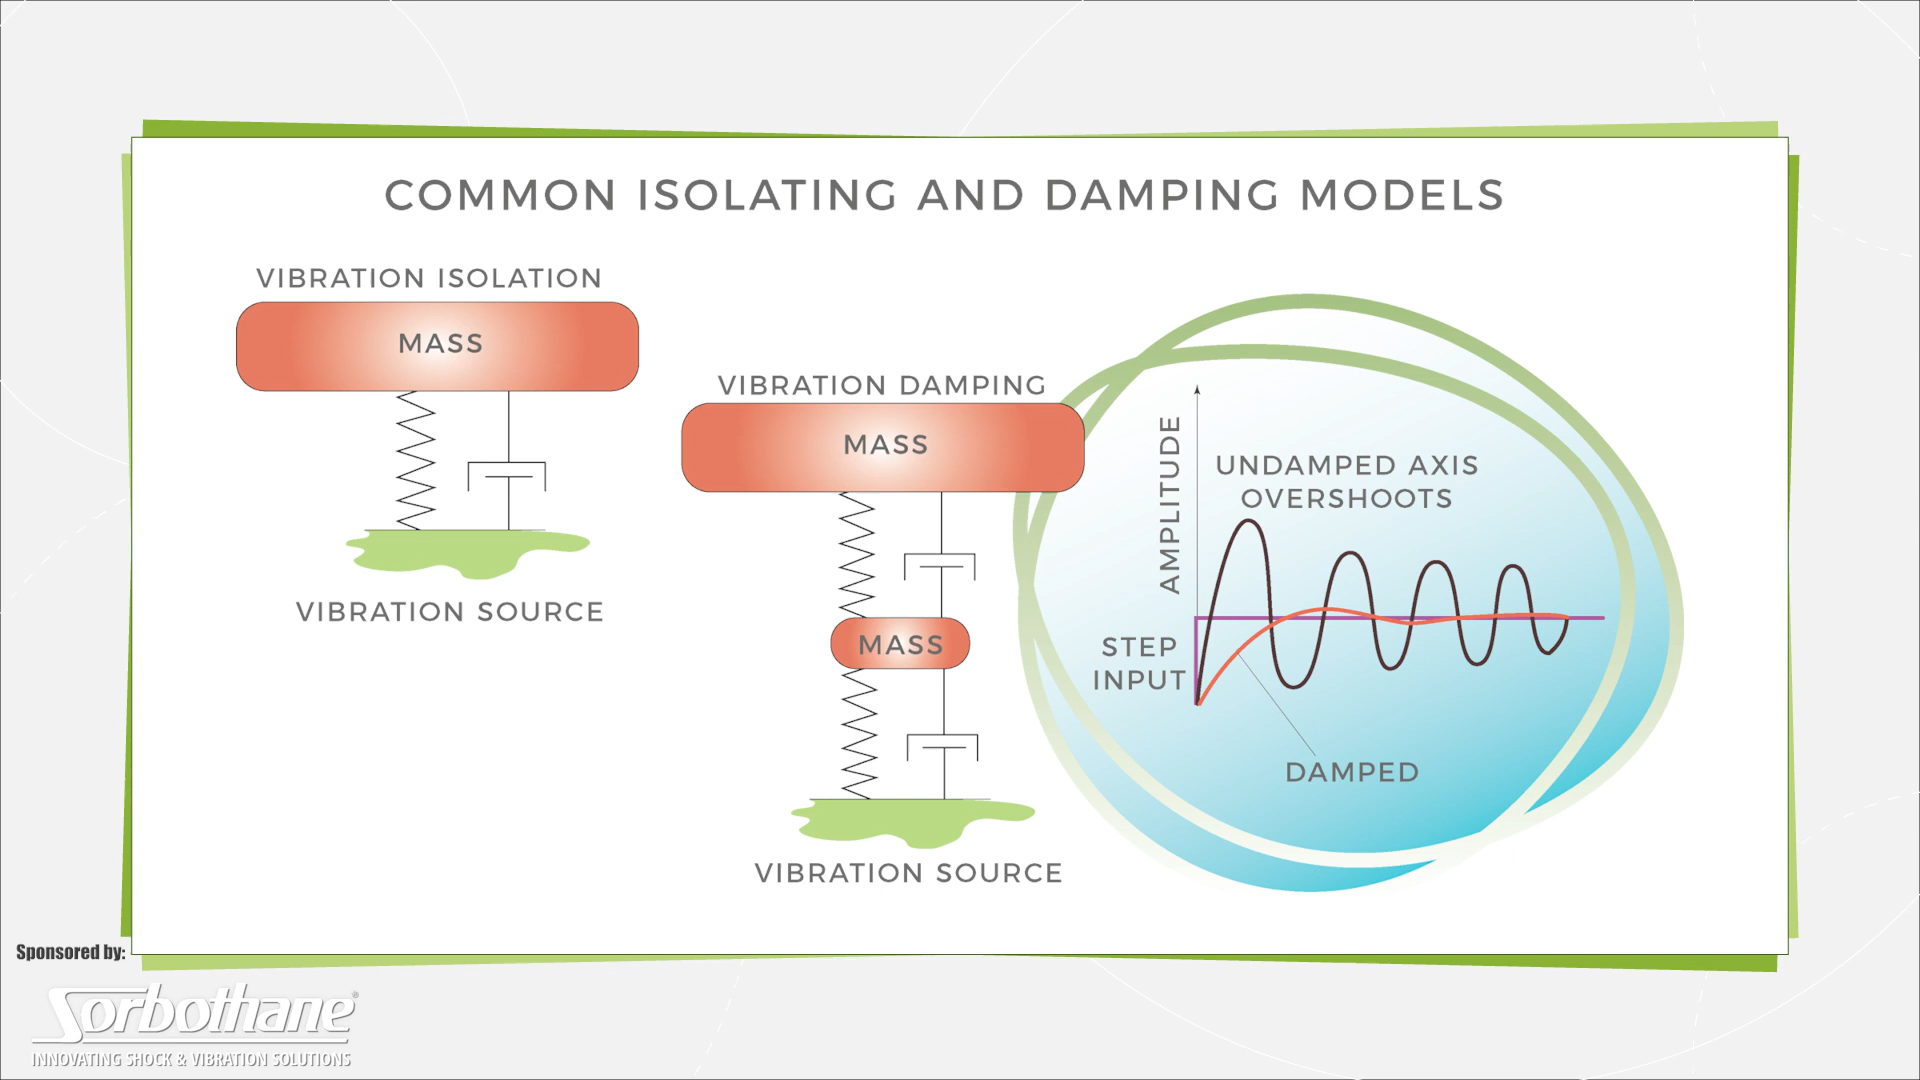 COMMON ISOLATING AND DAMPING MODELS
VIBRATION ISOLATION
MASS
VIBRATION SOURCE
VIBRATION DAMPING
MASS
MASS
VIBRATION SOURCE
AMPLITUDE
UNDAMPED AXIS
OVERSHOOTS
STEP
INPUT
DAMPED
Sponsored by:
Sorbothane®
INNOVATING SHOCK & VIBRATION SOLUTIONS